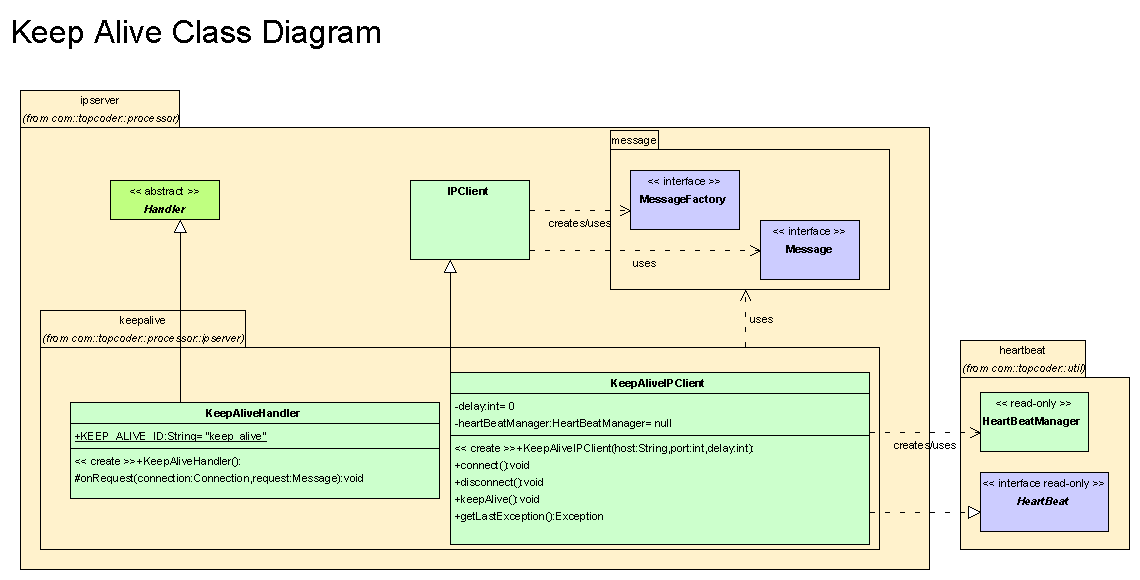 Keep Alive Class Diagram
ipserver
(from com::topcoder::processor)
message
<< abstract >>
Handler
IPClient
<< interface >>
MessageFactory
creates/uses
<< interface >>
Message
uses
uses
keepalive
(from com::topcoder::processor::ipserver)
heartbeat
(from com::topcoder::util)
KeepAliveHandler
+KEEP_ALIVE_ID:String= "keep_alive"
<< create >>+KeepAliveHandler():
#onRequest(connection:Connection,request:Message):void
KeepAliveIPClient
-delay:int= 0
-heartBeatManager:HeartBeatManager= null
<< create >>+KeepAliveIPClient(host:String,port:int,delay:int):
+connect():void
+disconnect():void
+keepAlive():void
+getLastException():Exception
<< read-only >>
HeartBeatManager
creates/uses
<< interface read-only >>
HeartBeat